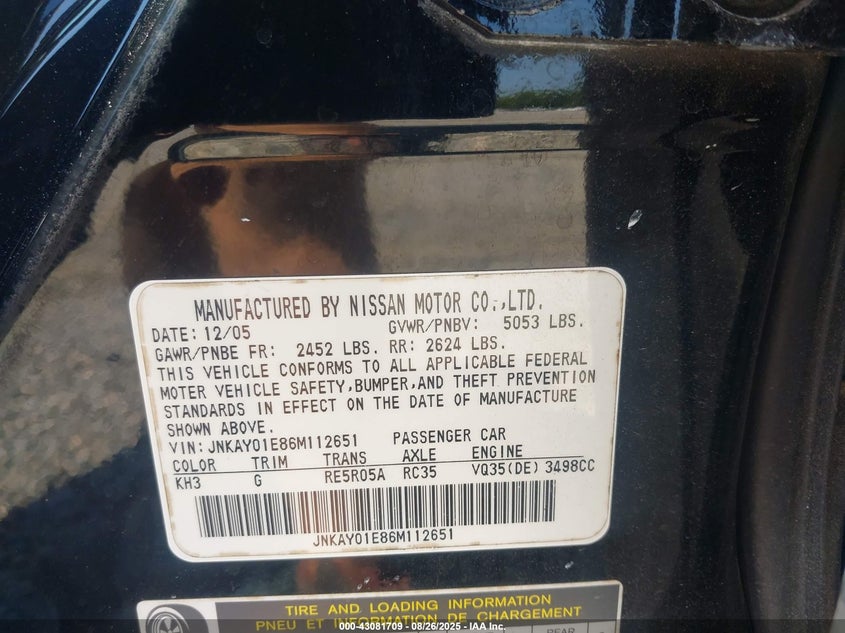 MANUFACTURED BY NISSAN MOTOR CO.,LTD.
DATE: 12/05 GVWR/PNBV: 5053 LBS.
GAWR/PNBE FR: 2452 LBS. RR: 2624 LBS.
THIS VEHICLE CONFORMS TO ALL APPLICABLE FEDERAL
MOTER VEHICLE SAFETY,BUMPER,AND THEFT PREVENTION
STANDARDS IN EFFECT ON THE DATE OF MANUFACTURE
SHOWN ABOVE.
VIN: JNKAY01E86M112651 PASSENGER CAR
COLOR TRIM TRANS AXLE ENGINE
KH3 G RE5R05A RC35 VQ35(DE) 3498CC
JNKAY01E86M112651
TIRE AND LOADING INFORMATION
PNEU ET INFORMATION DE CHARGEMENT
000-43081709 - 08/26/2025 - IAA Inc.